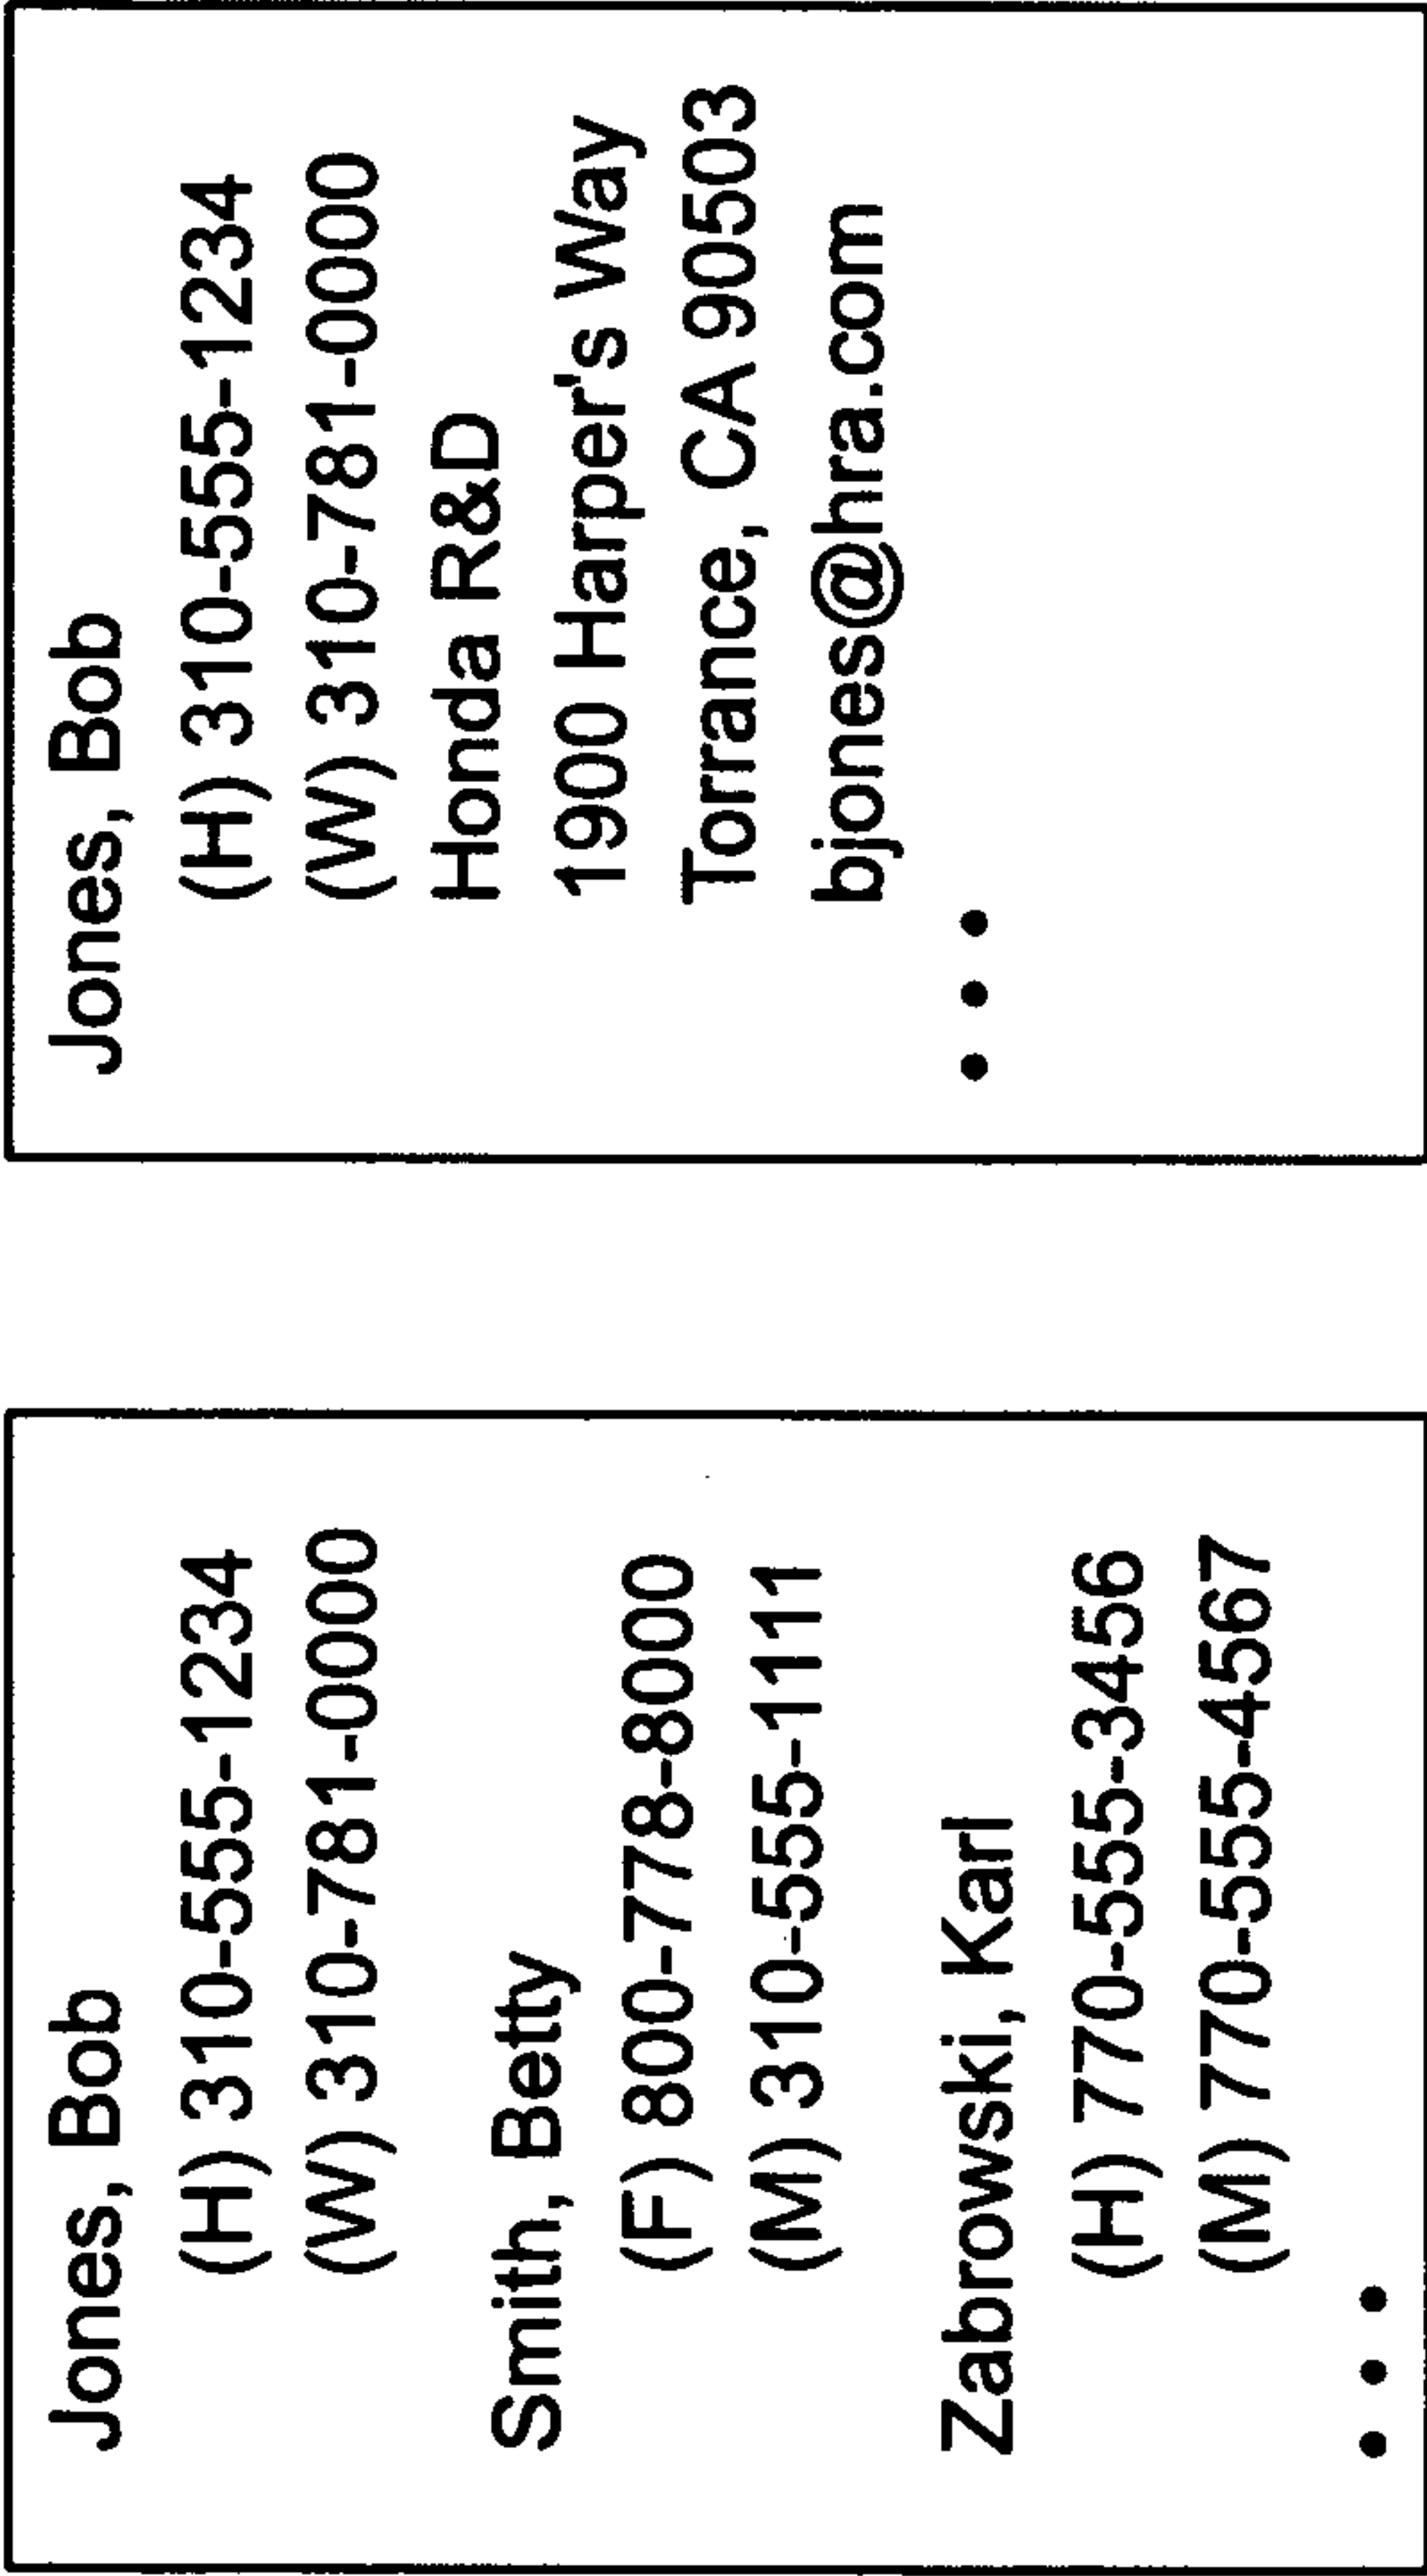 Jones, Bob
(H) 310-555-1234
(W) 310-781-0000
Smith, Betty
(F) 800-778-8000
(M) 310-555-1111
Zabrowski, Karl
(H) 770-555-3456
(M) 770-555-4567
• • •
Jones, Bob
(H) 310-555-1234
(W) 310-781-0000
Honda R&D
1900 Harper's Way
Torrance, CA 90503
bjones@hra.com
• • •